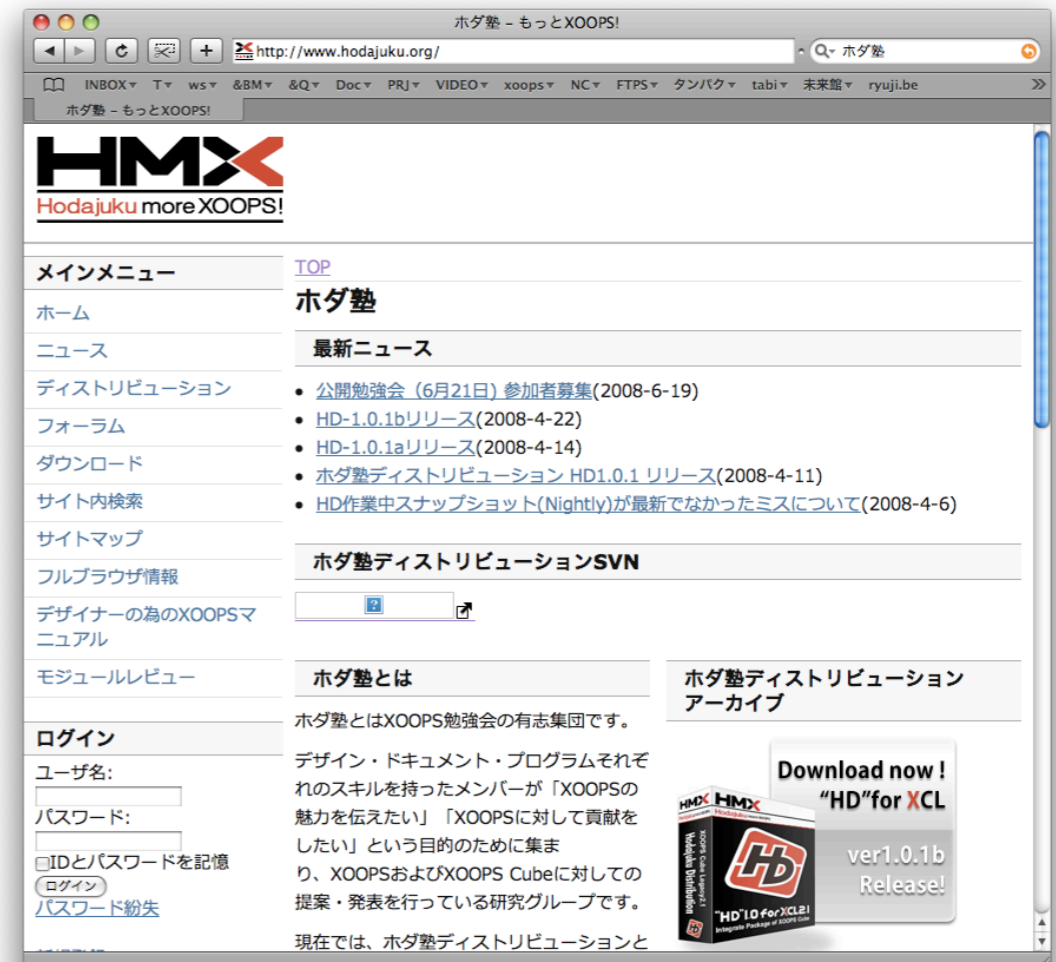 ホダ塾 – もっとXOOPS!
http://www.hodajuku.org/
ホダ塾
INBOX▾ T▾ ws▾ &BM▾ &Q▾ Doc▾ PRJ▾ VIDEO▾ xoops▾ NC▾ FTPS▾ タンパク▾ tabi▾ 未来館▾ ryuji.be
ホダ塾 – もっとXOOPS!
HMX
Hodajuku more XOOPS!
メインメニュー
ホーム
ニュース
ディストリビューション
フォーラム
ダウンロード
サイト内検索
サイトマップ
フルブラウザ情報
デザイナーの為のXOOPSマ
ニュアル
モジュールレビュー
ログイン
ユーザ名:
パスワード:
IDとパスワードを記憶
ログイン
パスワード紛失
TOP
ホダ塾
最新ニュース
• 公開勉強会（6月21日) 参加者募集(2008-6-19)
• HD-1.0.1bリリース(2008-4-22)
• HD-1.0.1aリリース(2008-4-14)
• ホダ塾ディストリビューション HD1.0.1 リリース(2008-4-11)
• HD作業中スナップショット(Nightly)が最新でなかったミスについて(2008-4-6)
ホダ塾ディストリビューションSVN
?
ホダ塾とは
ホダ塾とはXOOPS勉強会の有志集団です。
デザイン・ドキュメント・プログラムそれぞ
れのスキルを持ったメンバーが「XOOPSの
魅力を伝えたい」「XOOPSに対して貢献を
したい」という目的のために集ま
り、XOOPSおよびXOOPS Cubeに対しての
提案・発表を行っている研究グループです。
現在では、ホダ塾ディストリビューションと
ホダ塾ディストリビューション
アーカイブ
Download now !
"HD"for XCL
ver1.0.1b
Release!
HMX HMX
XOOPS Cube Legacy2.1
Hodajuku Distribution
HD
"HD"1.0 for XCL2.1
Integrate Package of XOOPS Cube